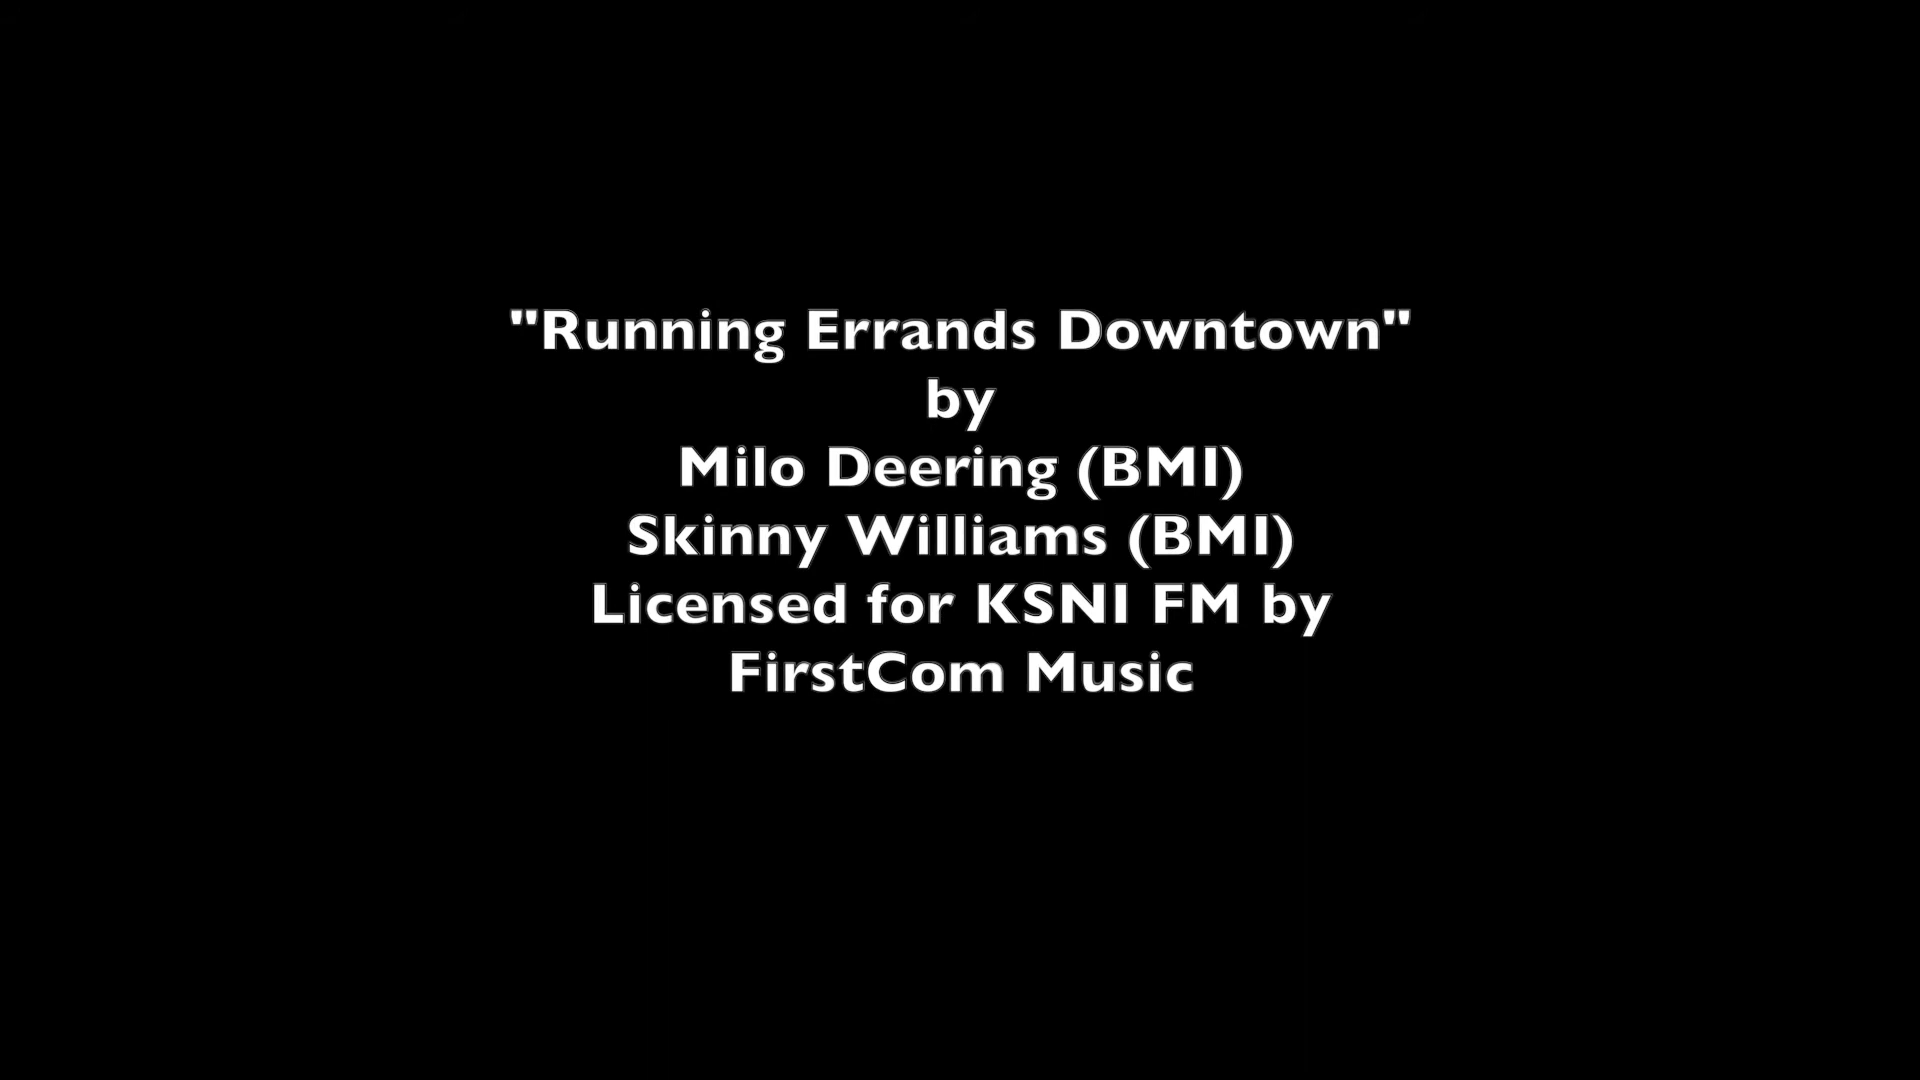 "Running Errands Downtown"
by
Milo Deering (BMI)
Skinny Williams (BMI)
Licensed for KSNI FM by
FirstCom Music